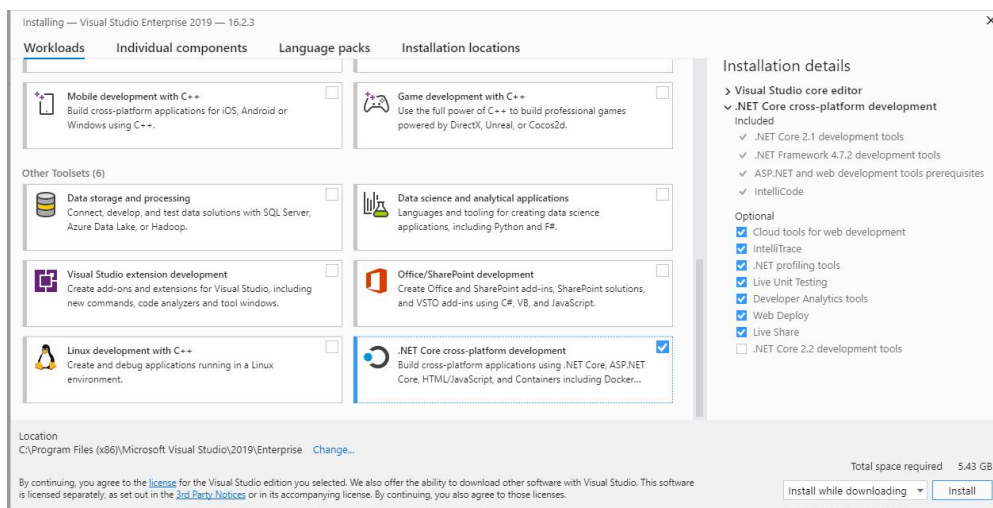 Installing — Visual Studio Enterprise 2019 — 16.2.3
Workloads
Individual components
Language packs
Installation locations
Mobile development with C++
Build cross-platform applications for iOS, Android or
Windows using C++.
Game development with C++
Use the full power of C++ to build professional games
powered by DirectX, Unreal, or Cocos2d.
Other Toolsets (6)
Data storage and processing
Connect, develop, and test data solutions with SQL Server,
Azure Data Lake, or Hadoop.
Data science and analytical applications
Languages and tooling for creating data science
applications, including Python and F#.
Visual Studio extension development
Create add-ons and extensions for Visual Studio, including
new commands, code analyzers and tool windows.
Office/SharePoint development
Create Office and SharePoint add-ins, SharePoint solutions,
and VSTO add-ins using C#, VB, and JavaScript.
Linux development with C++
Create and debug applications running in a Linux
environment.
.NET Core cross-platform development
Build cross-platform applications using .NET Core, ASP.NET
Core, HTML/JavaScript, and Containers including Docker...
Installation details
Visual Studio core editor
.NET Core cross-platform development
Included
.NET Core 2.1 development tools
.NET Framework 4.7.2 development tools
ASP.NET and web development tools prerequisites
IntelliCode
Optional
Cloud tools for web development
IntelliTrace
.NET profiling tools
Live Unit Testing
Developer Analytics tools
Web Deploy
Live Share
.NET Core 2.2 development tools
Location
C:\Program Files (x86)\Microsoft Visual Studio\2019\Enterprise Change...
By continuing, you agree to the license for the Visual Studio edition you selected. We also offer the ability to download other software with Visual Studio. This software
is licensed separately, as set out in the 3rd Party Notices or in its accompanying license. By continuing, you also agree to those licenses.
Total space required 5.43 GB
Install while downloading
Install